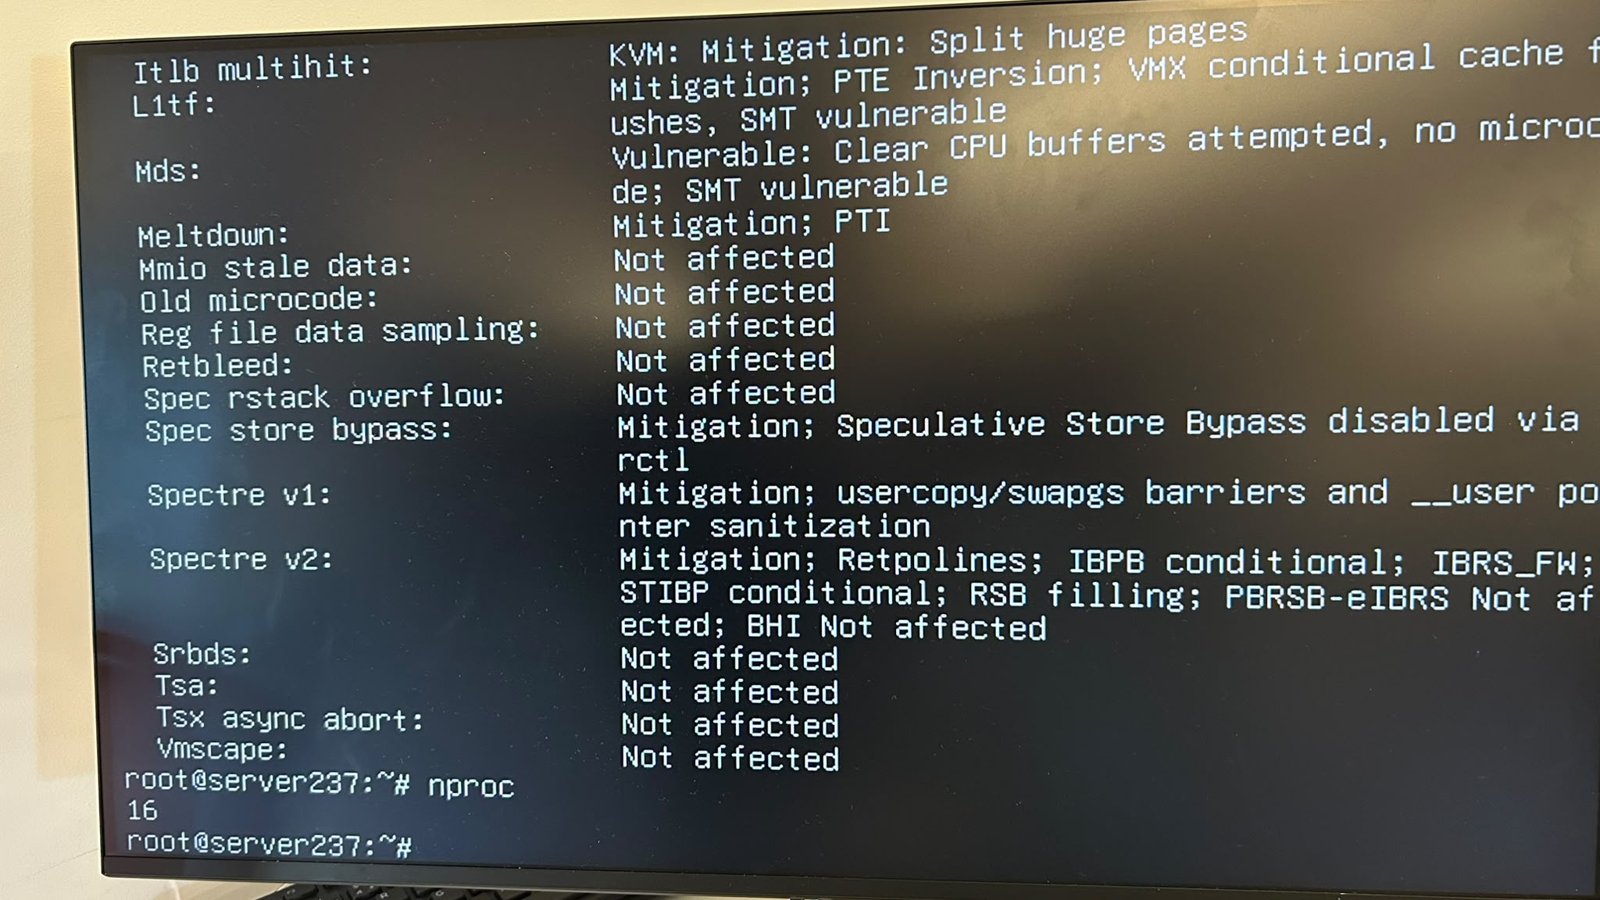 Itlb multihit: KVM: Mitigation: Split huge pages
L1tf: Mitigation; PTE Inversion; VMX conditional cache f
ushes, SMT vulnerable
Mds: Vulnerable: Clear CPU buffers attempted, no microc
de; SMT vulnerable
Meltdown: Mitigation; PTI
Mmio stale data: Not affected
Old microcode: Not affected
Reg file data sampling: Not affected
Retbleed: Not affected
Spec rstack overflow: Not affected
Spec store bypass: Mitigation; Speculative Store Bypass disabled via
rctl
Spectre v1: Mitigation; usercopy/swapgs barriers and __user po
nter sanitization
Spectre v2: Mitigation; Retpolines; IBPB conditional; IBRS_FW;
STIBP conditional; RSB filling; PBRSB-eIBRS Not af
ected; BHI Not affected
Srbds: Not affected
Tsa: Not affected
Tsx async abort: Not affected
Vmscape: Not affected
root@server237:~# nproc
16
root@server237:~#